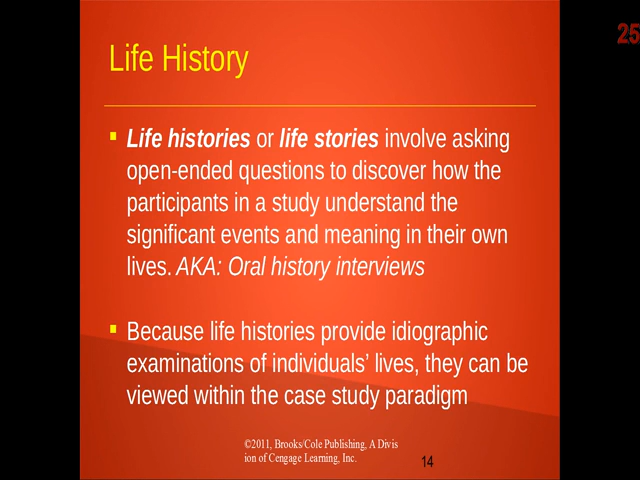 25
Life History
Life histories or life stories involve asking
open-ended questions to discover how the
participants in a study understand the
significant events and meaning in their own
lives. AKA: Oral history interviews
Because life histories provide idiographic
examinations of individuals’ lives, they can be
viewed within the case study paradigm
©2011, Brooks/Cole Publishing, A Divis
ion of Cengage Learning, Inc.
14